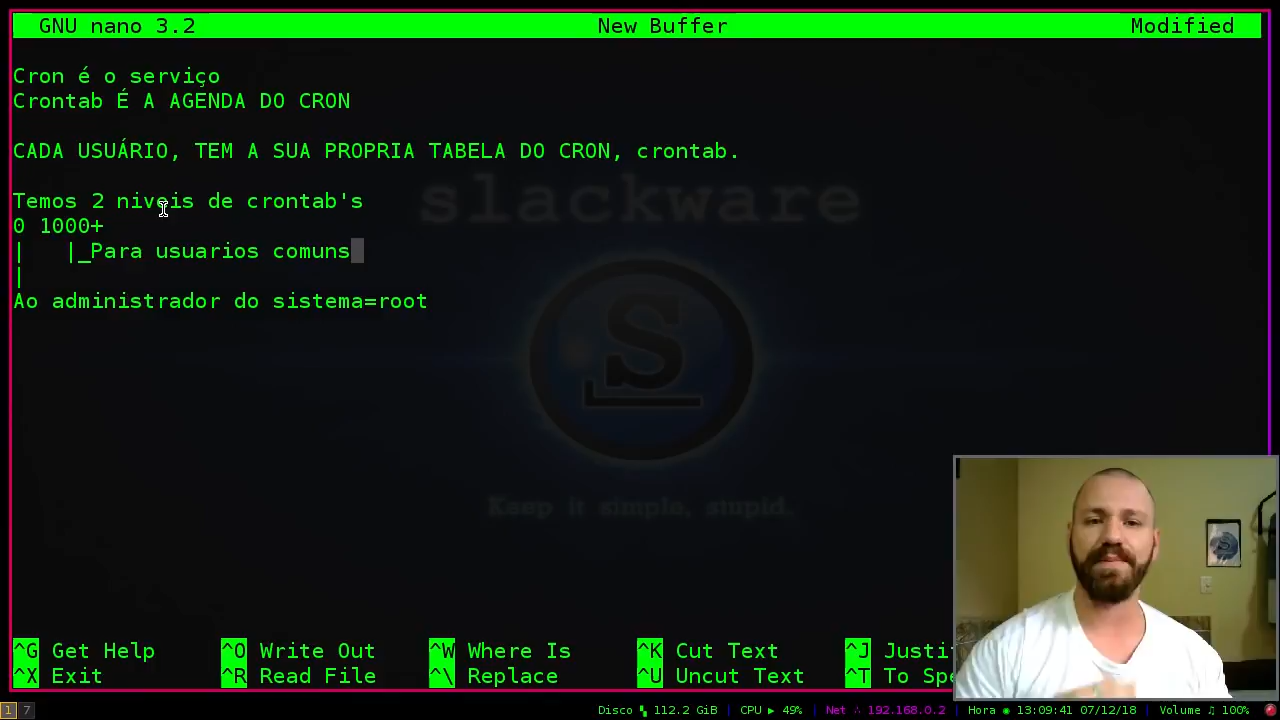 GNU nano 3.2 New Buffer Modified
Cron é o serviço
Crontab É A AGENDA DO CRON
CADA USUÁRIO, TEM A SUA PROPRIA TABELA DO CRON, crontab.
Temos 2 niveis de crontab's
0 1000+
|   |_Para usuarios comuns
|
Ao administrador do sistema=root
slackware
S
Keep it simple, stupid.
^G Get Help ^O Write Out ^W Where Is ^K Cut Text ^J Justi
^X Exit ^R Read File ^\ Replace ^U Uncut Text ^T To Spe
1 7 Disco 112.2 GiB | CPU ▶ 49% | Net ∴ 192.168.0.2 | Hora ◉ 13:09:41 07/12/18 | Volume ♫ 100%